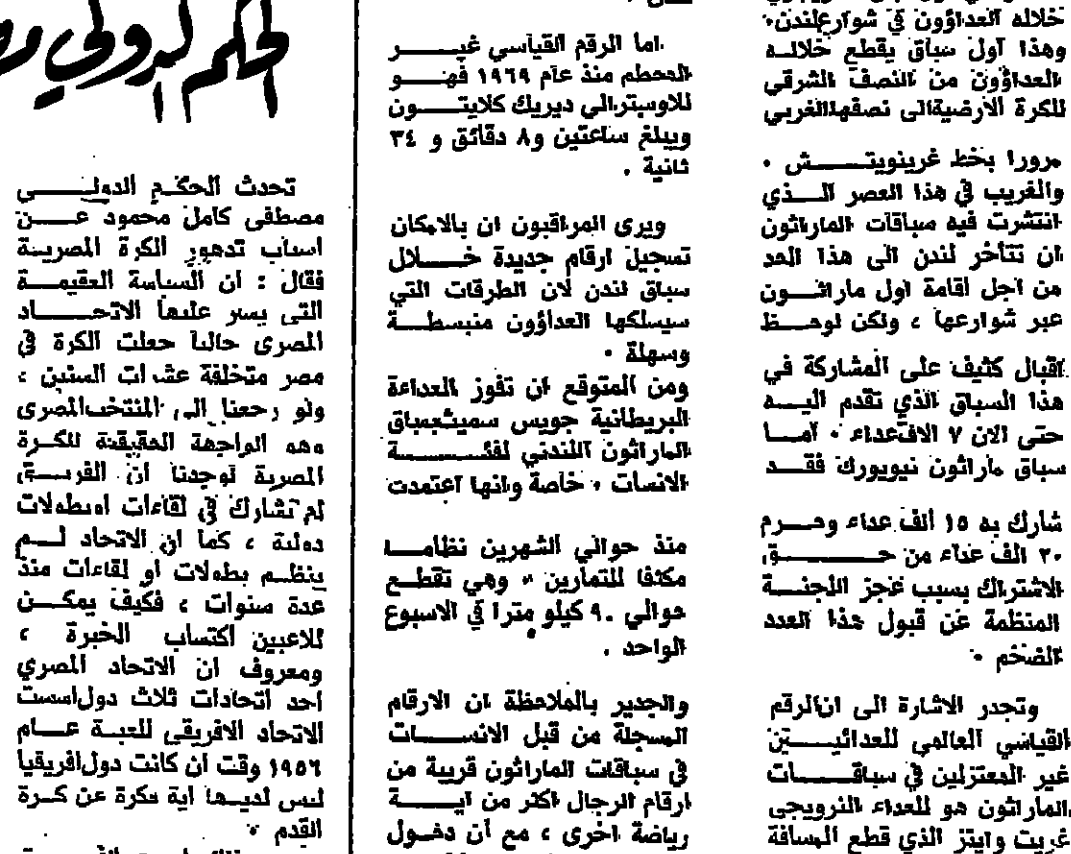 خلاله العداؤون في شوارع لندن.
وهذا أول سباق يقطع خلاله
العداؤون من النصف الشرقي
للكرة الأرضية الى نصفها الغربي
مرورا بخط غرينويتش .
والغريب في هذا العصر الذي
انتشرت فيه سباقات الماراثون
ان تتأخر لندن الى هذا الحد
من اجل اقامة اول ماراثون
عبر شوارعها ، ولكن لوحظ
اقبال كثيف على المشاركة في
هذا السباق الذي تقدم اليه
حتى الان ٧ الاف عداء . أما
سباق ماراثون نيويورك فقد
شارك به ١٥ ألف عداء وحرم
٢٠ الف عداء من حق
الاشتراك بسبب عجز اللجنة
المنظمة عن قبول هذا العدد
الضخم .
وتجدر الاشارة الى ان الرقم
القياسي العالمي للعدائين
غير المعتزلين في سباقات
الماراثون هو للعداء النرويجي
غريت وايتز الذي قطع المسافة
اما الرقم القياسي غير
المحطم منذ عام ١٩٦٩ فهو
للاوسترالي ديريك كلايتون
ويبلغ ساعتين و٨ دقائق و ٣٤
ثانية .
ويرى المراقبون ان بالامكان
تسجيل ارقام جديدة خلال
سباق لندن لان الطرقات التي
سيسلكها العداؤون منبسطة
وسهلة .
ومن المتوقع ان تفوز العداءة
البريطانية جويس سميث بسباق
الماراثون اللندني لفئة
الانسات ، خاصة وانها اعتمدت
منذ حوالي الشهرين نظاما
مكثفا للتمارين ، وهي تقطع
حوالي ٩٠ كيلو مترا في الاسبوع
الواحد .
والجدير بالملاحظة ان الارقام
المسجلة من قبل الانسات
في سباقات الماراثون قريبة من
ارقام الرجال اكثر من اية
رياضة اخرى ، مع أن دخول
الحكم الدولي
تحدث الحكم الدولي
مصطفى كامل محمود عن
اسباب تدهور الكرة المصرية
فقال : ان السياسة العقيمة
التي يسير عليها الاتحاد
المصرى حاليا جعلت الكرة في
مصر متخلفة عشرات السنين ،
ولو رجعنا الى المنتخب المصرى
وهو الواجهة الحقيقية للكرة
المصرية لوجدنا ان الفريق
لم تشارك في لقاءات او بطولات
دولية ، كما ان الاتحاد لم
ينظم بطولات او لقاءات منذ
عدة سنوات ، فكيف يمكن
للاعبين اكتساب الخبرة ،
ومعروف ان الاتحاد المصري
احد اتحادات ثلاث دول اسست
الاتحاد الافريقي للعبة عام
١٩٥٦ وقت ان كانت دول افريقيا
ليس لديها اية فكرة عن كرة
القدم .